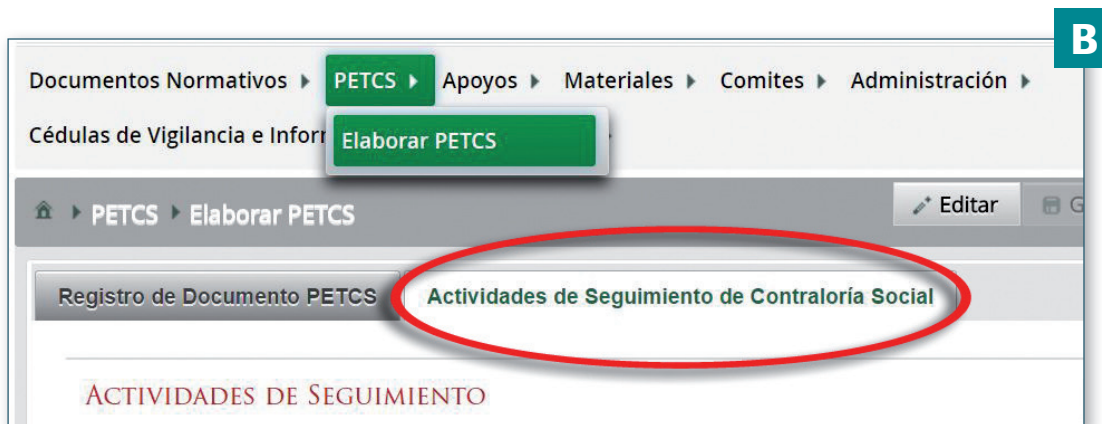 B
Documentos Normativos PETCS Apoyos Materiales Comites Administración
Cédulas de Vigilancia e Infor
Elaborar PETCS
PETCS Elaborar PETCS Editar G
Registro de Documento PETCS Actividades de Seguimiento de Contraloría Social
ACTIVIDADES DE SEGUIMIENTO